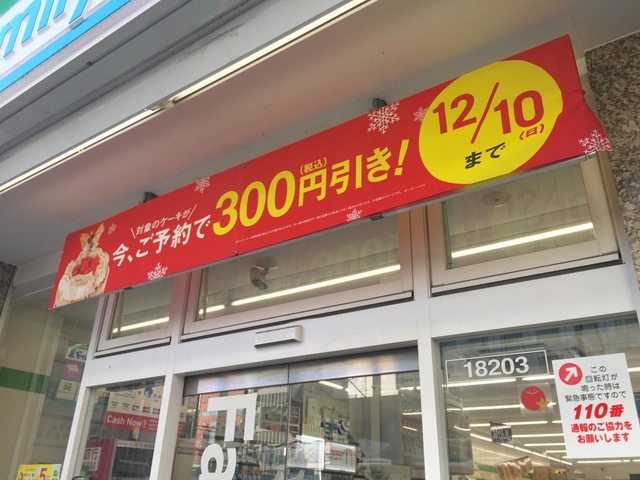 対象のケーキが
今、ご予約で
300円引き!
(税込)
12/10
(日)
まで
18203
この
回転灯が
鳴った時は
緊急事態ですので
110番
通報のご協力を
お願いします
Cash Now?